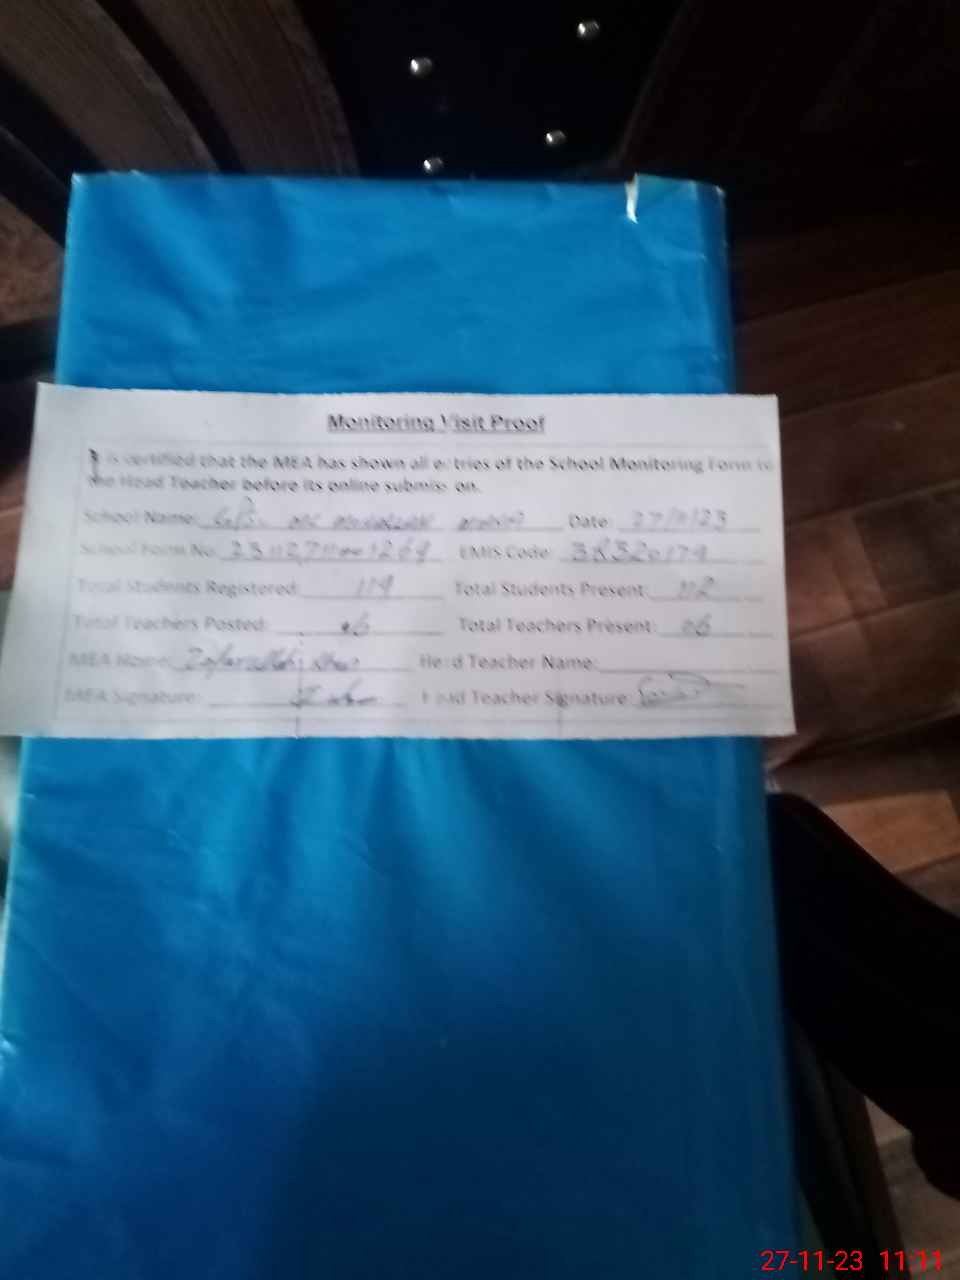 Monitoring Visit Proof
It is certified that the MEA has shown all entries of the School Monitoring Form to
the Head Teacher before its online submission.
School Name: Date: 27/11/23
School Form No: EMIS Code: 38320179
Total Students Registered: 119 Total Students Present: 112
Total Teachers Posted: 06 Total Teachers Present: 06
MEA Name: Head Teacher Name:
MEA Signature: Head Teacher Signature:
27-11-23 11:11